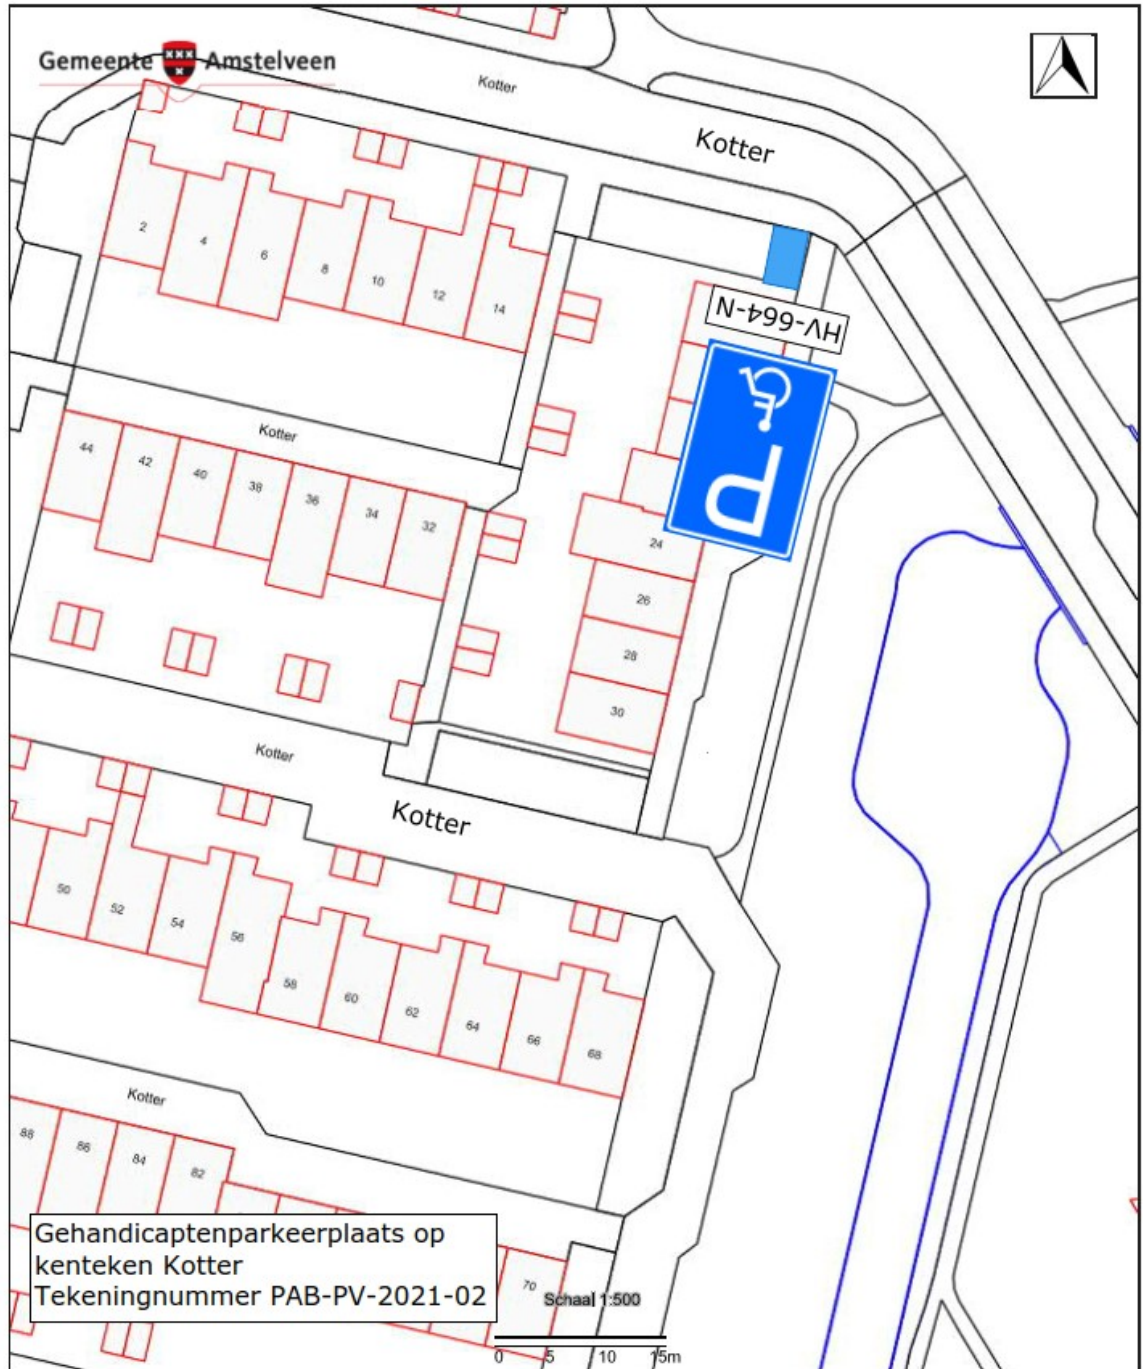 Gemeente Amstelveen
Kotter
Kotter
2
4
6
8
10
12
14
HV-664-N
P
Kotter
44
42
40
38
36
34
32
24
26
28
30
Kotter
Kotter
50
52
54
56
58
60
62
64
66
68
Kotter
88
86
84
82
70
Gehandicaptenparkeerplaats op
kenteken Kotter
Tekeningnummer PAB-PV-2021-02
Schaal 1:500
0 5 10 15m